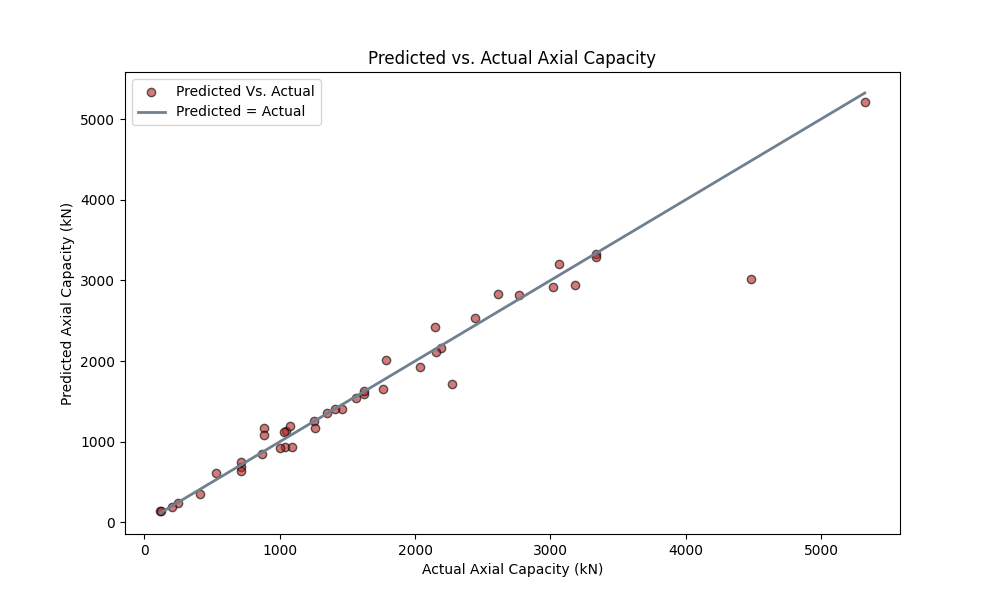 Predicted vs. Actual Axial Capacity
Predicted Vs. Actual
Predicted = Actual
Predicted Axial Capacity (kN)
5000
4000
3000
2000
1000
0
0 1000 2000 3000 4000 5000
Actual Axial Capacity (kN)